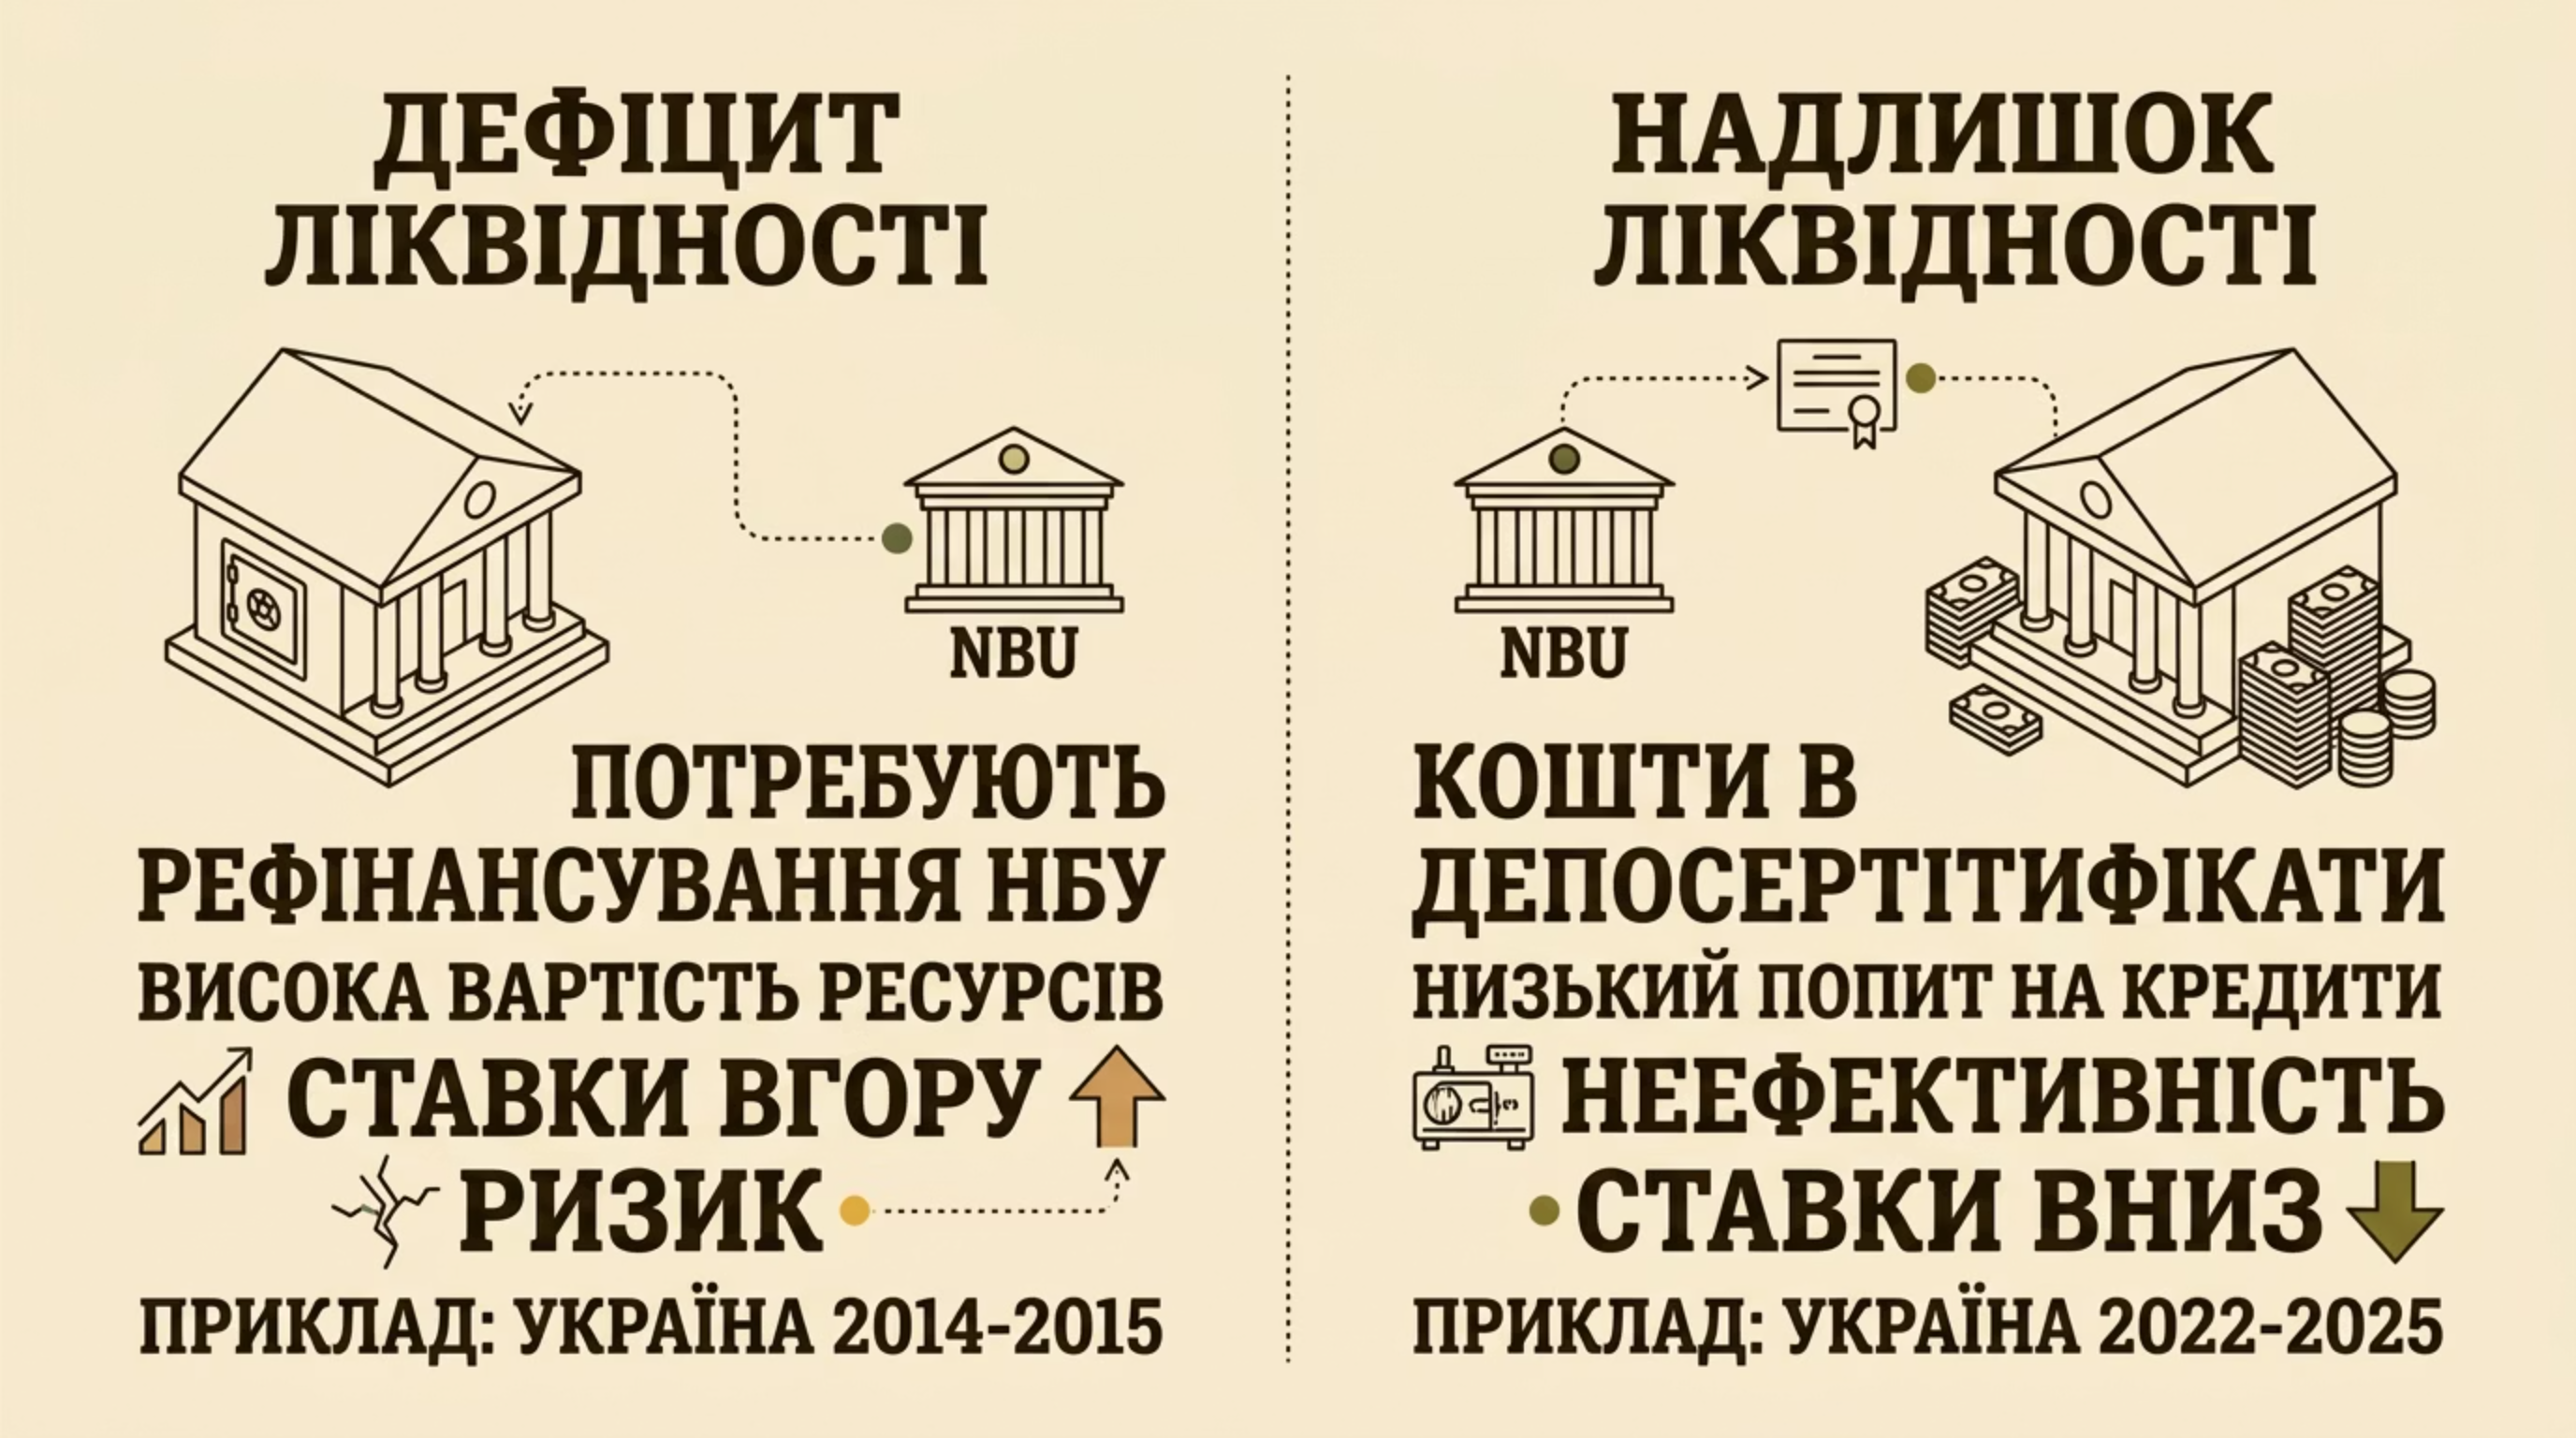 ДЕФІЦИТ
ЛІКВІДНОСТІ
NBU
ПОТРЕБУЮТЬ
РЕФІНАНСУВАННЯ НБУ
ВИСОКА ВАРТІСТЬ РЕСУРСІВ
СТАВКИ ВГОРУ
РИЗИК
ПРИКЛАД: УКРАЇНА 2014-2015
НАДЛИШОК
ЛІКВІДНОСТІ
NBU
КОШТИ В
ДЕПОСЕРТІТИФІКАТИ
НИЗЬКИЙ ПОПИТ НА КРЕДИТИ
НЕЕФЕКТИВНІСТЬ
СТАВКИ ВНИЗ
ПРИКЛАД: УКРАЇНА 2022-2025